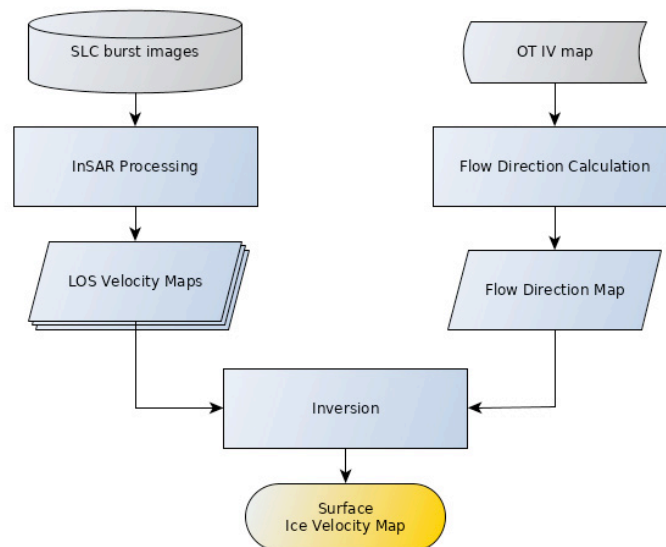 SLC burst images
OT IV map
InSAR Processing
Flow Direction Calculation
LOS Velocity Maps
Flow Direction Map
Inversion
Surface
Ice Velocity Map